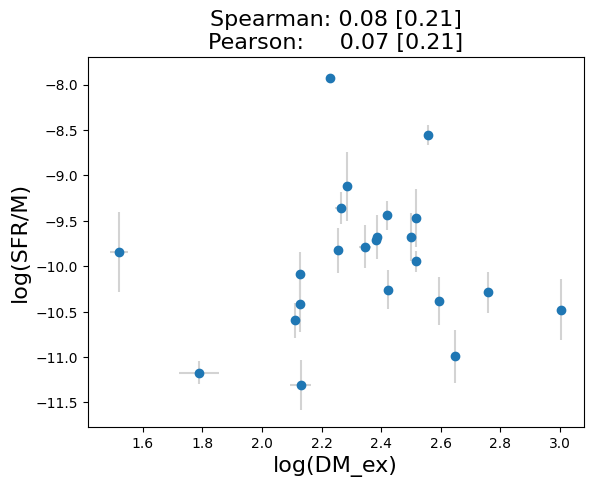 Spearman: 0.08 [0.21]
Pearson: 0.07 [0.21]
−8.0
−8.5
−9.0
−9.5
−10.0
−10.5
−11.0
−11.5
log(SFR/M)
1.6 1.8 2.0 2.2 2.4 2.6 2.8 3.0
log(DM_ex)